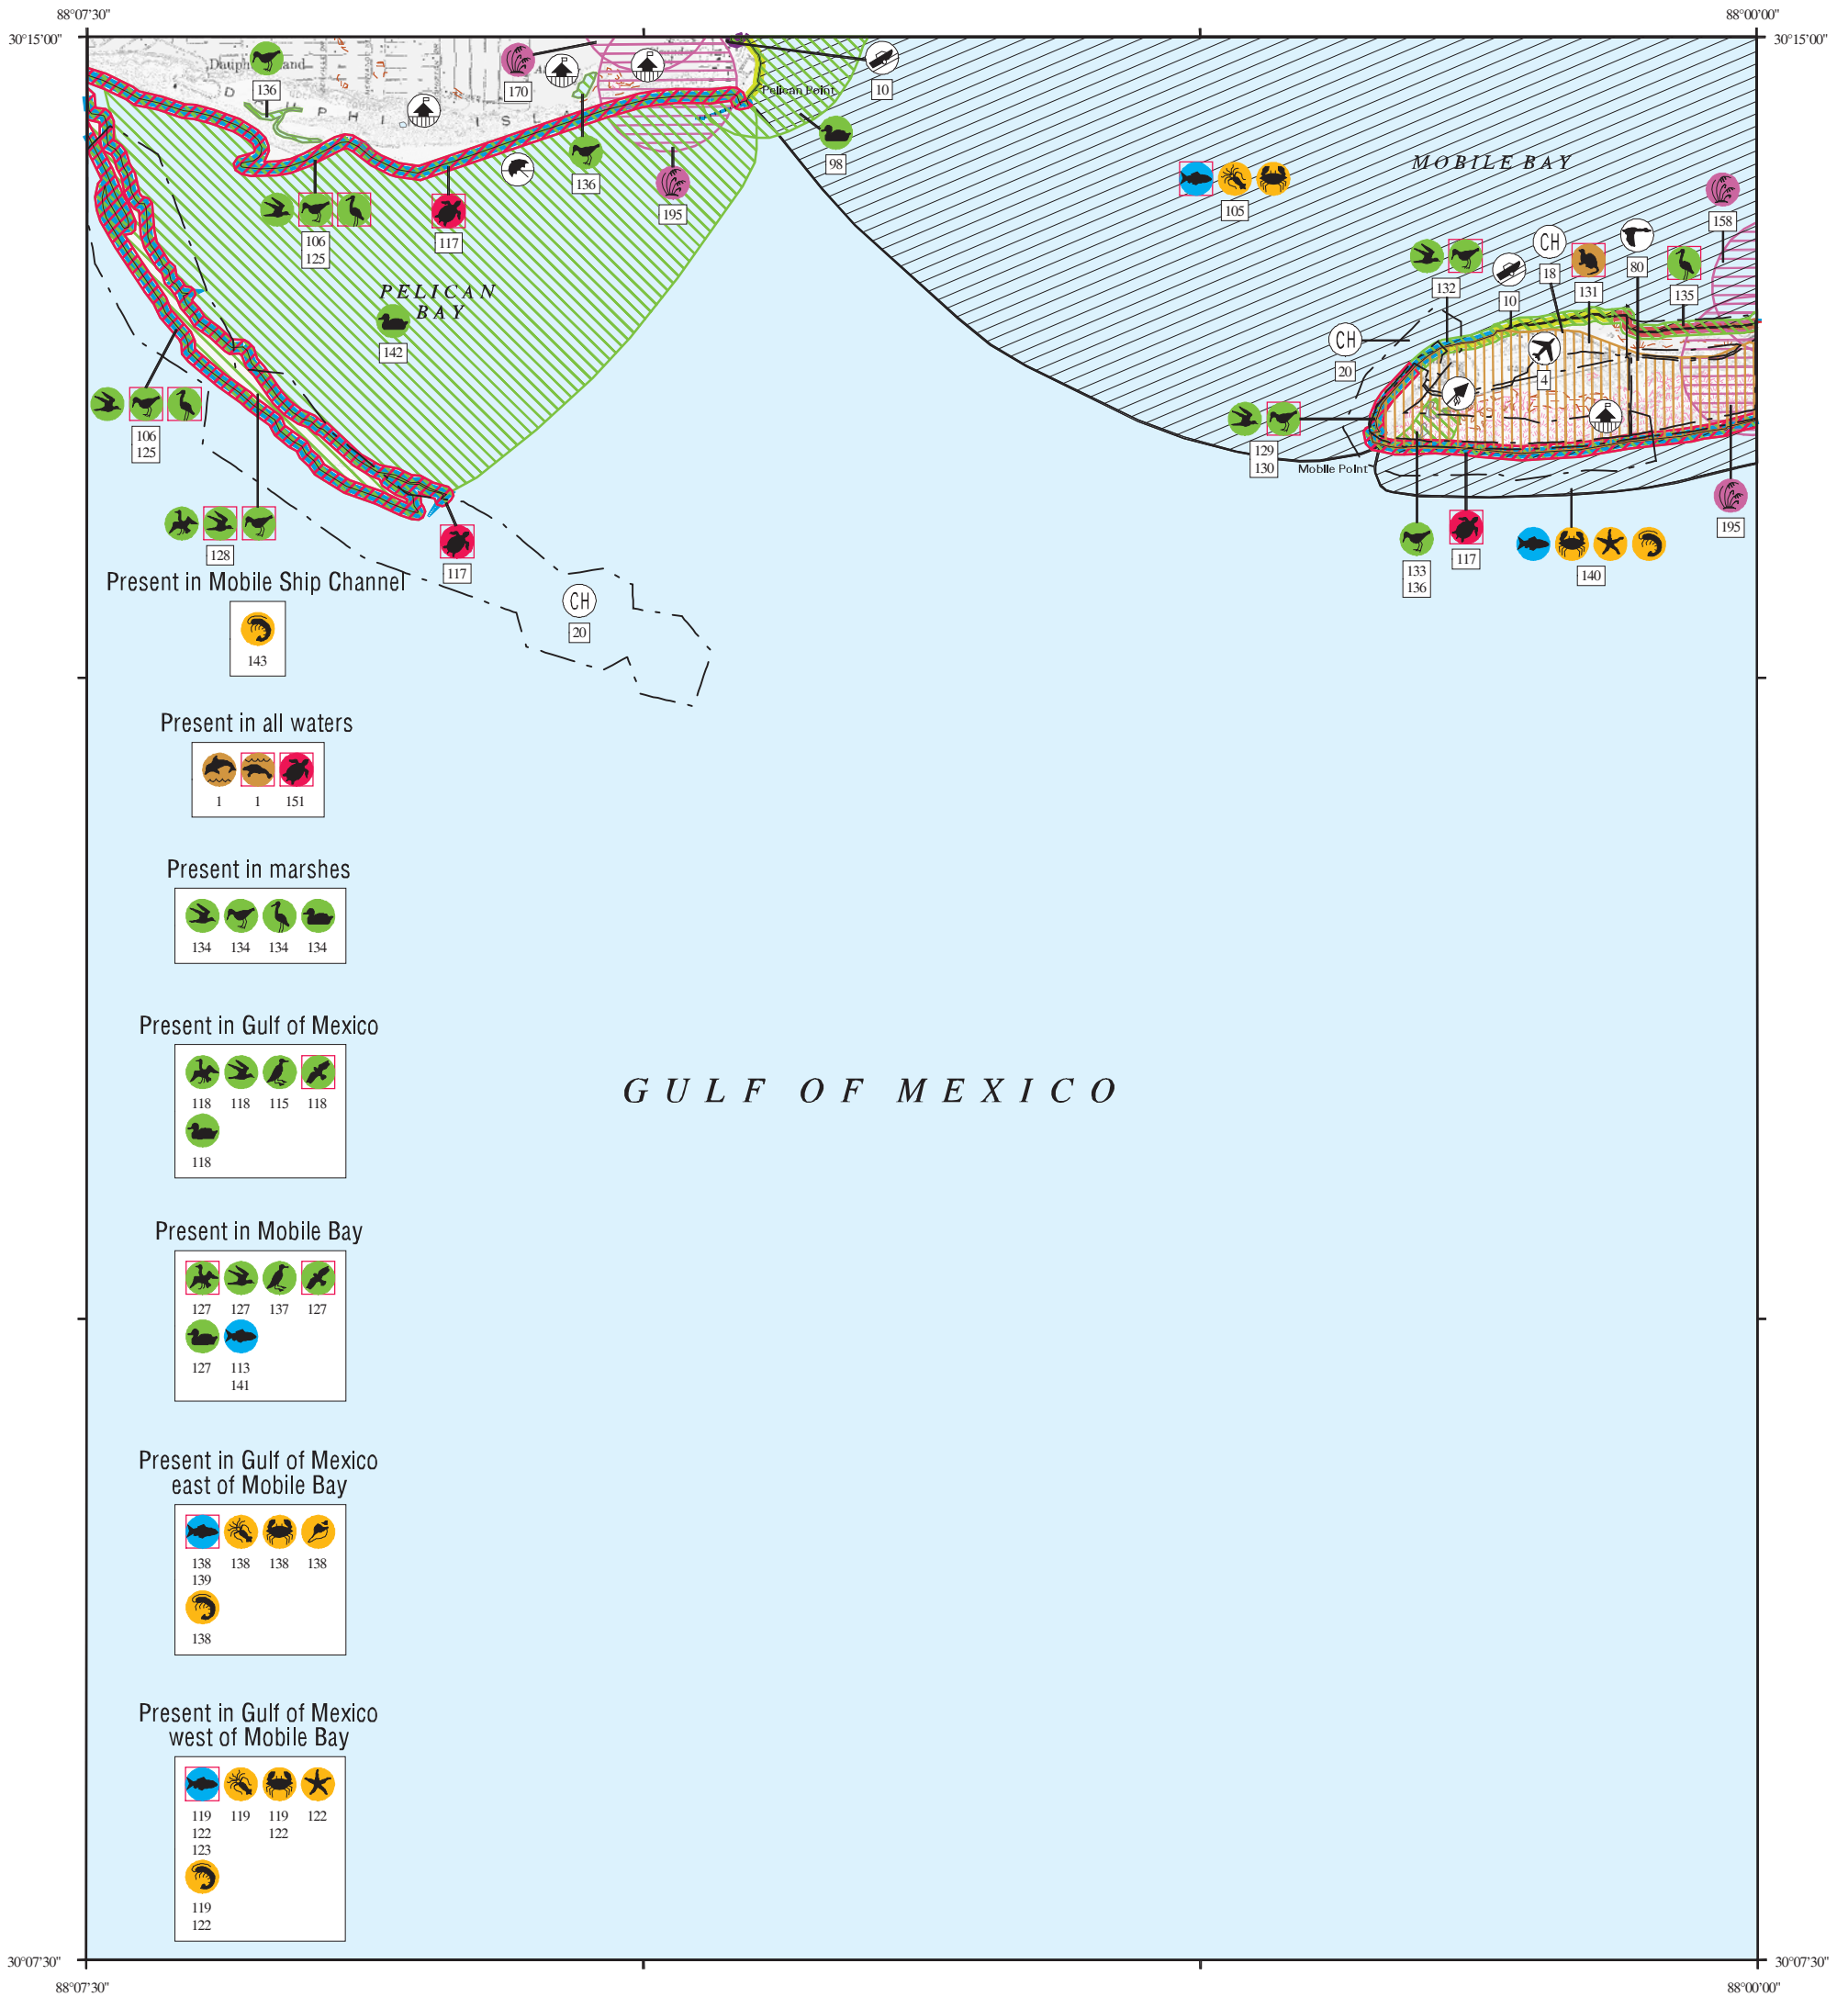 88°07'30"
88°00'00"
30°15'00"
30°15'00"
Dauph
and
136
D
P H I
I S L
170
Pelican Point
10
98
136
195
106
125
117
PELICAN
BAY
142
MOBILE BAY
105
158
CH
18
80
132
10
131
135
CH
20
4
129
130
Mobile Point
195
133
136
117
140
106
125
128
117
CH
20
Present in Mobile Ship Channel
143
Present in all waters
1 1 151
Present in marshes
134 134 134 134
Present in Gulf of Mexico
118 118 115 118
118
GULF OF MEXICO
Present in Mobile Bay
127 127 137 127
127 113
141
Present in Gulf of Mexico
east of Mobile Bay
138 138 138 138
139
138
Present in Gulf of Mexico
west of Mobile Bay
119 119 119 122
122 122
123
119
122
30°07'30"
30°07'30"
88°07'30"
88°00'00"